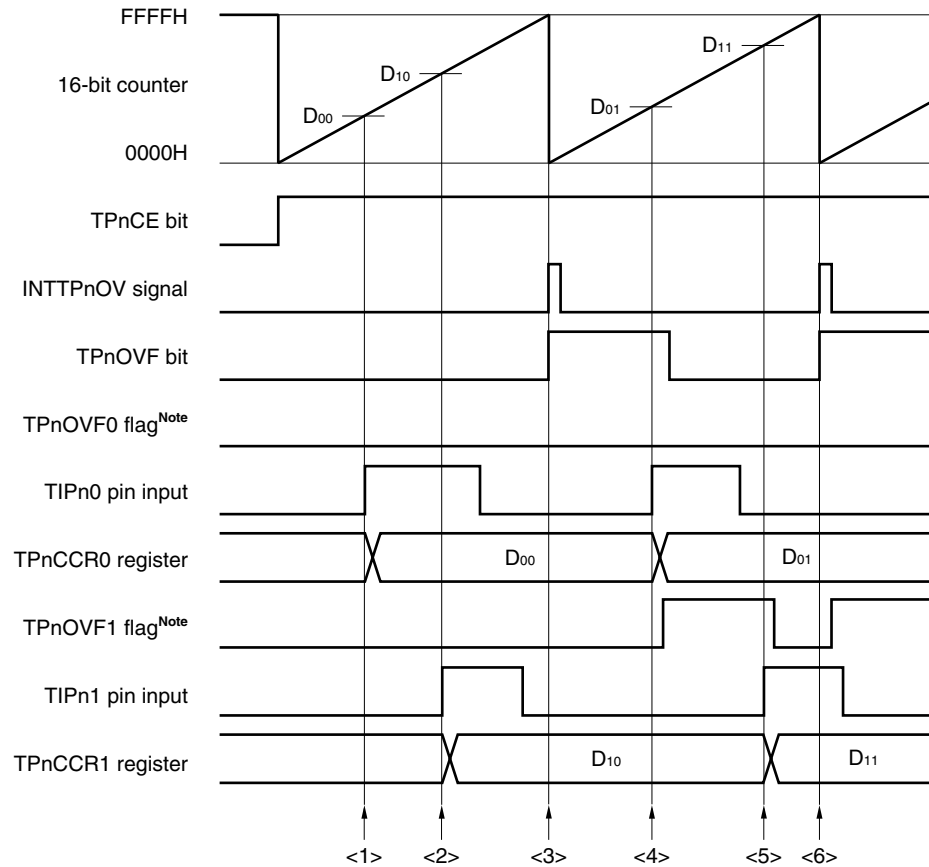 FFFFH
D11
D10
16-bit counter
D00
D01
0000H
TPnCE bit
INTTPnOV signal
TPnOVF bit
TPnOVF0 flagNote
TIPn0 pin input
TPnCCR0 register D00 D01
TPnOVF1 flagNote
TIPn1 pin input
TPnCCR1 register D10 D11
<1> <2> <3> <4> <5> <6>